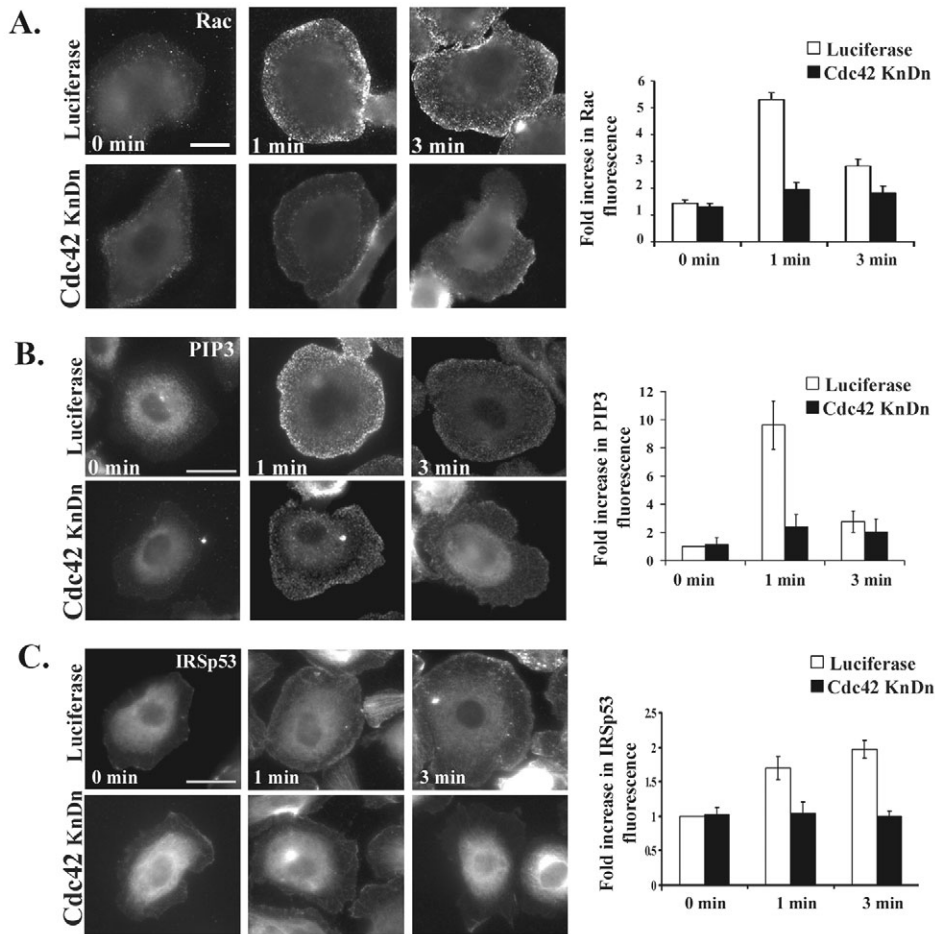 A.
Rac
Luciferase
0 min
1 min
3 min
Cdc42 KnDn
Luciferase
Cdc42 KnDn
Fold increse in Rac
fluorescence
6
5
4
3
2
1
0
0 min
1 min
3 min
B.
PIP3
Luciferase
0 min
1 min
3 min
Cdc42 KnDn
Luciferase
Cdc42 KnDn
Fold increase in PIP3
fluorescence
12
10
8
6
4
2
0
0 min
1 min
3 min
C.
IRSp53
Luciferase
0 min
1 min
3 min
Cdc42 KnDn
Luciferase
Cdc42 KnDn
Fold increase in IRSp53
fluorescence
2.5
2
1.5
1
0.5
0
0 min
1 min
3 min